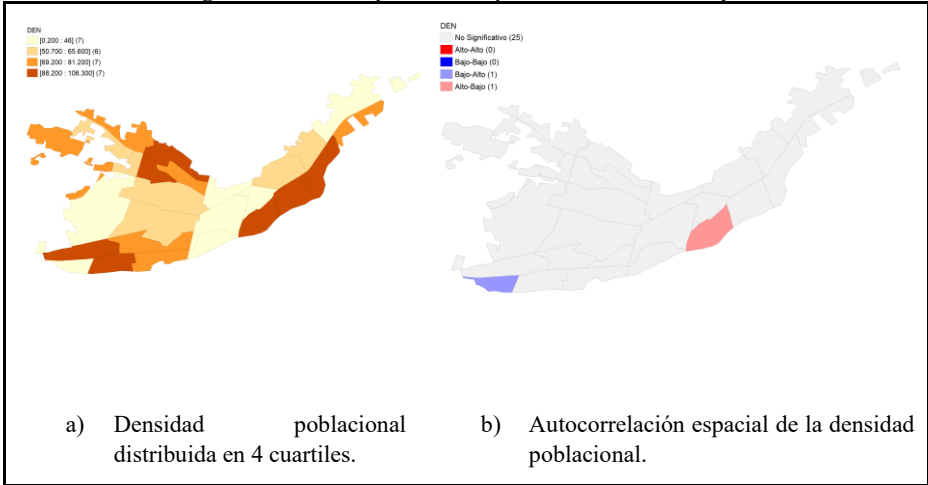 DEN
[0.200 : 46] (7)
[50.700 : 65.600] (6)
[69.200 : 81.200] (7)
[88.200 : 106.300] (7)
DEN
No Significativo (25)
Alto-Alto (0)
Bajo-Bajo (0)
Bajo-Alto (1)
Alto-Bajo (1)
a) Densidad poblacional
distribuida en 4 cuartiles.
b) Autocorrelación espacial de la densidad
poblacional.